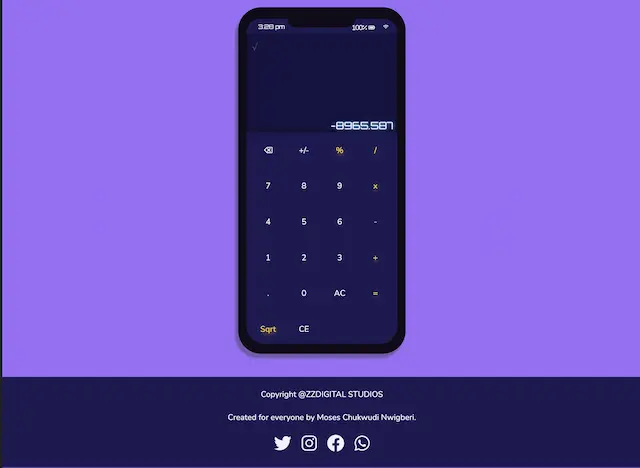 3:28 pm 100%
√
-8965.587
+/- % /
7 8 9 x
4 5 6 -
1 2 3 +
. 0 AC =
Sqrt CE
Copyright @ZZDIGITAL STUDIOS
Created for everyone by Moses Chukwudi Nwigberi.